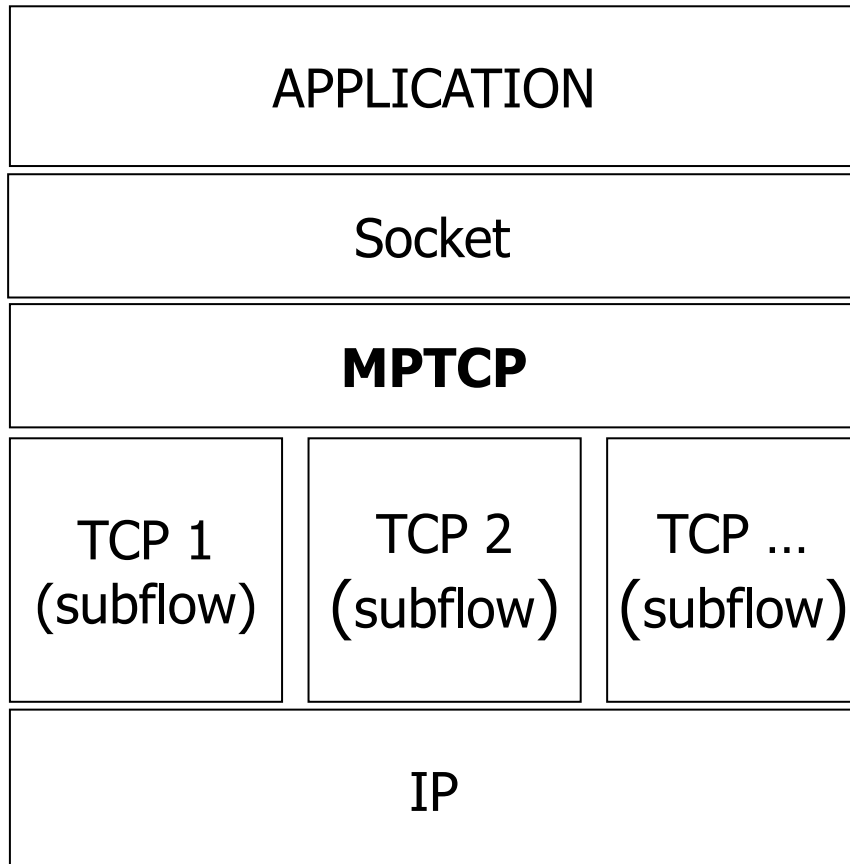 APPLICATION
Socket
MPTCP
TCP 1
(subflow)
TCP 2
(subflow)
TCP ...
(subflow)
IP